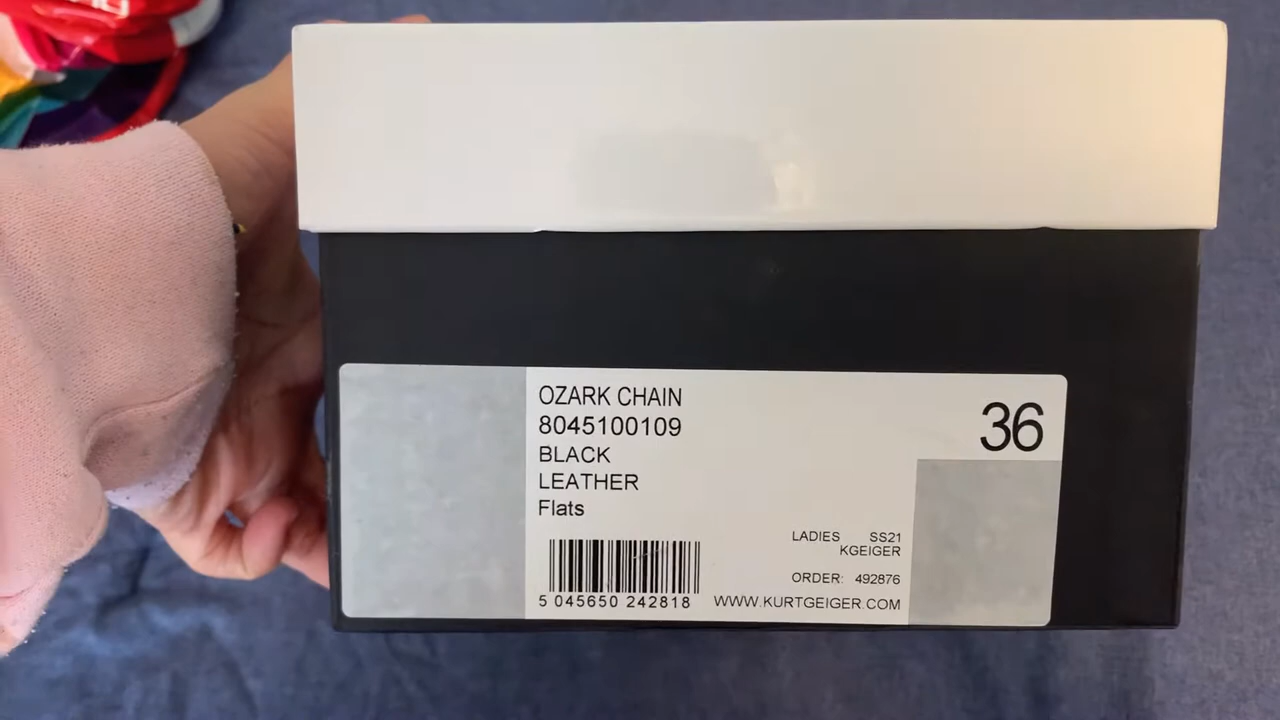 OZARK CHAIN
8045100109
BLACK
LEATHER
Flats
36
LADIES SS21
KGEIGER
ORDER: 492876
5 045650 242818
WWW.KURTGEIGER.COM